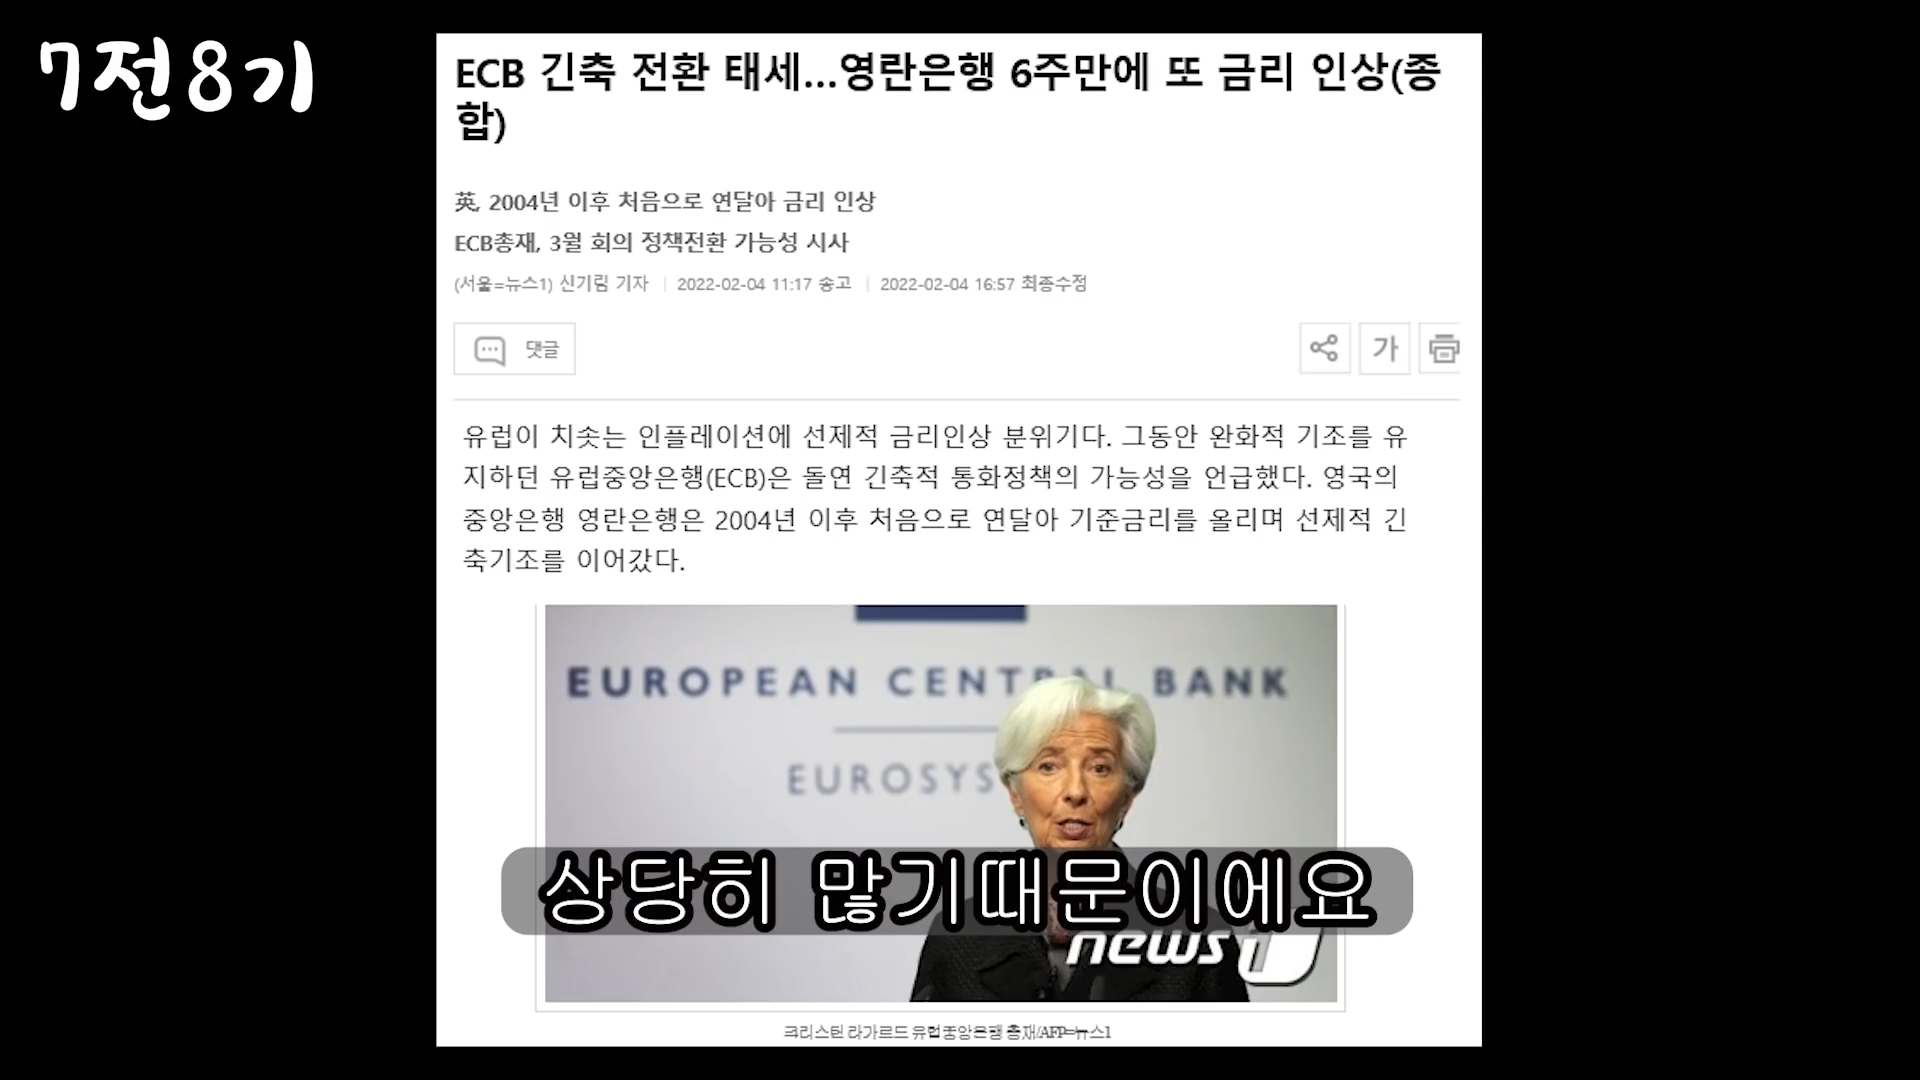 7전8기
ECB 긴축 전환 태세...영란은행 6주만에 또 금리 인상(종
합)
英, 2004년 이후 처음으로 연달아 금리 인상
ECB총재, 3월 회의 정책전환 가능성 시사
(서울=뉴스1) 신기림 기자 | 2022-02-04 11:17 송고 | 2022-02-04 16:57 최종수정
댓글
가
유럽이 치솟는 인플레이션에 선제적 금리인상 분위기다. 그동안 완화적 기조를 유
지하던 유럽중앙은행(ECB)은 돌연 긴축적 통화정책의 가능성을 언급했다. 영국의
중앙은행 영란은행은 2004년 이후 처음으로 연달아 기준금리를 올리며 선제적 긴
축기조를 이어갔다.
EUROPEAN CENTRAL BANK
EUROSYS
상당히 많기때문이에요
news1
크리스틴 라가르드 유럽중앙은행 총재/AFP=뉴스1